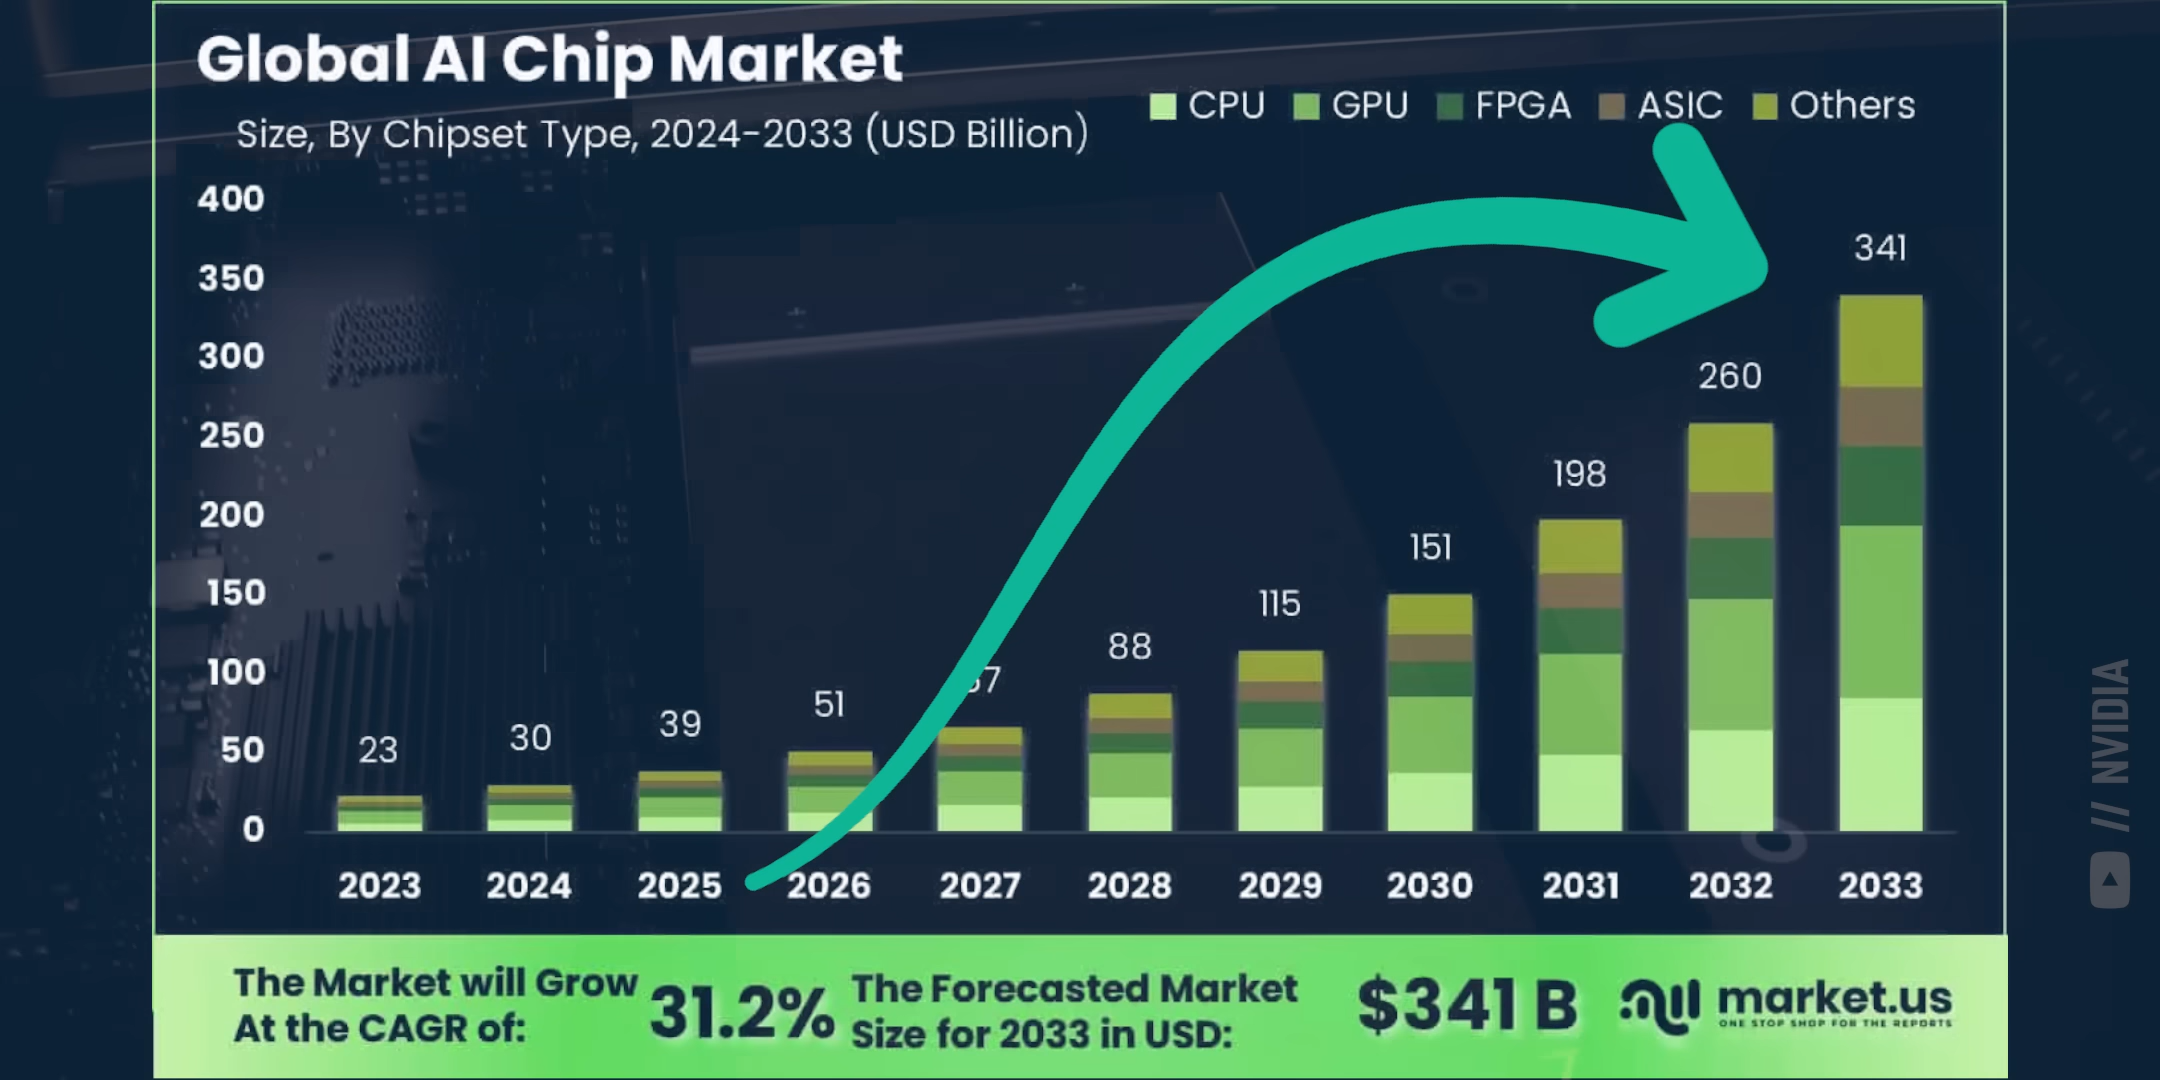 Global AI Chip Market
Size, By Chipset Type, 2024-2033 (USD Billion)
CPU GPU FPGA ASIC Others
400
350
300
250
200
150
100
50
0
23 30 39 51 88 115 151 198 260 341
2023 2024 2025 2026 2027 2028 2029 2030 2031 2032 2033
The Market will Grow
At the CAGR of:
31.2%
The Forecasted Market
Size for 2033 in USD:
$341 B
market.us
ONE STOP SHOP FOR THE REPORTS
// NVIDIA